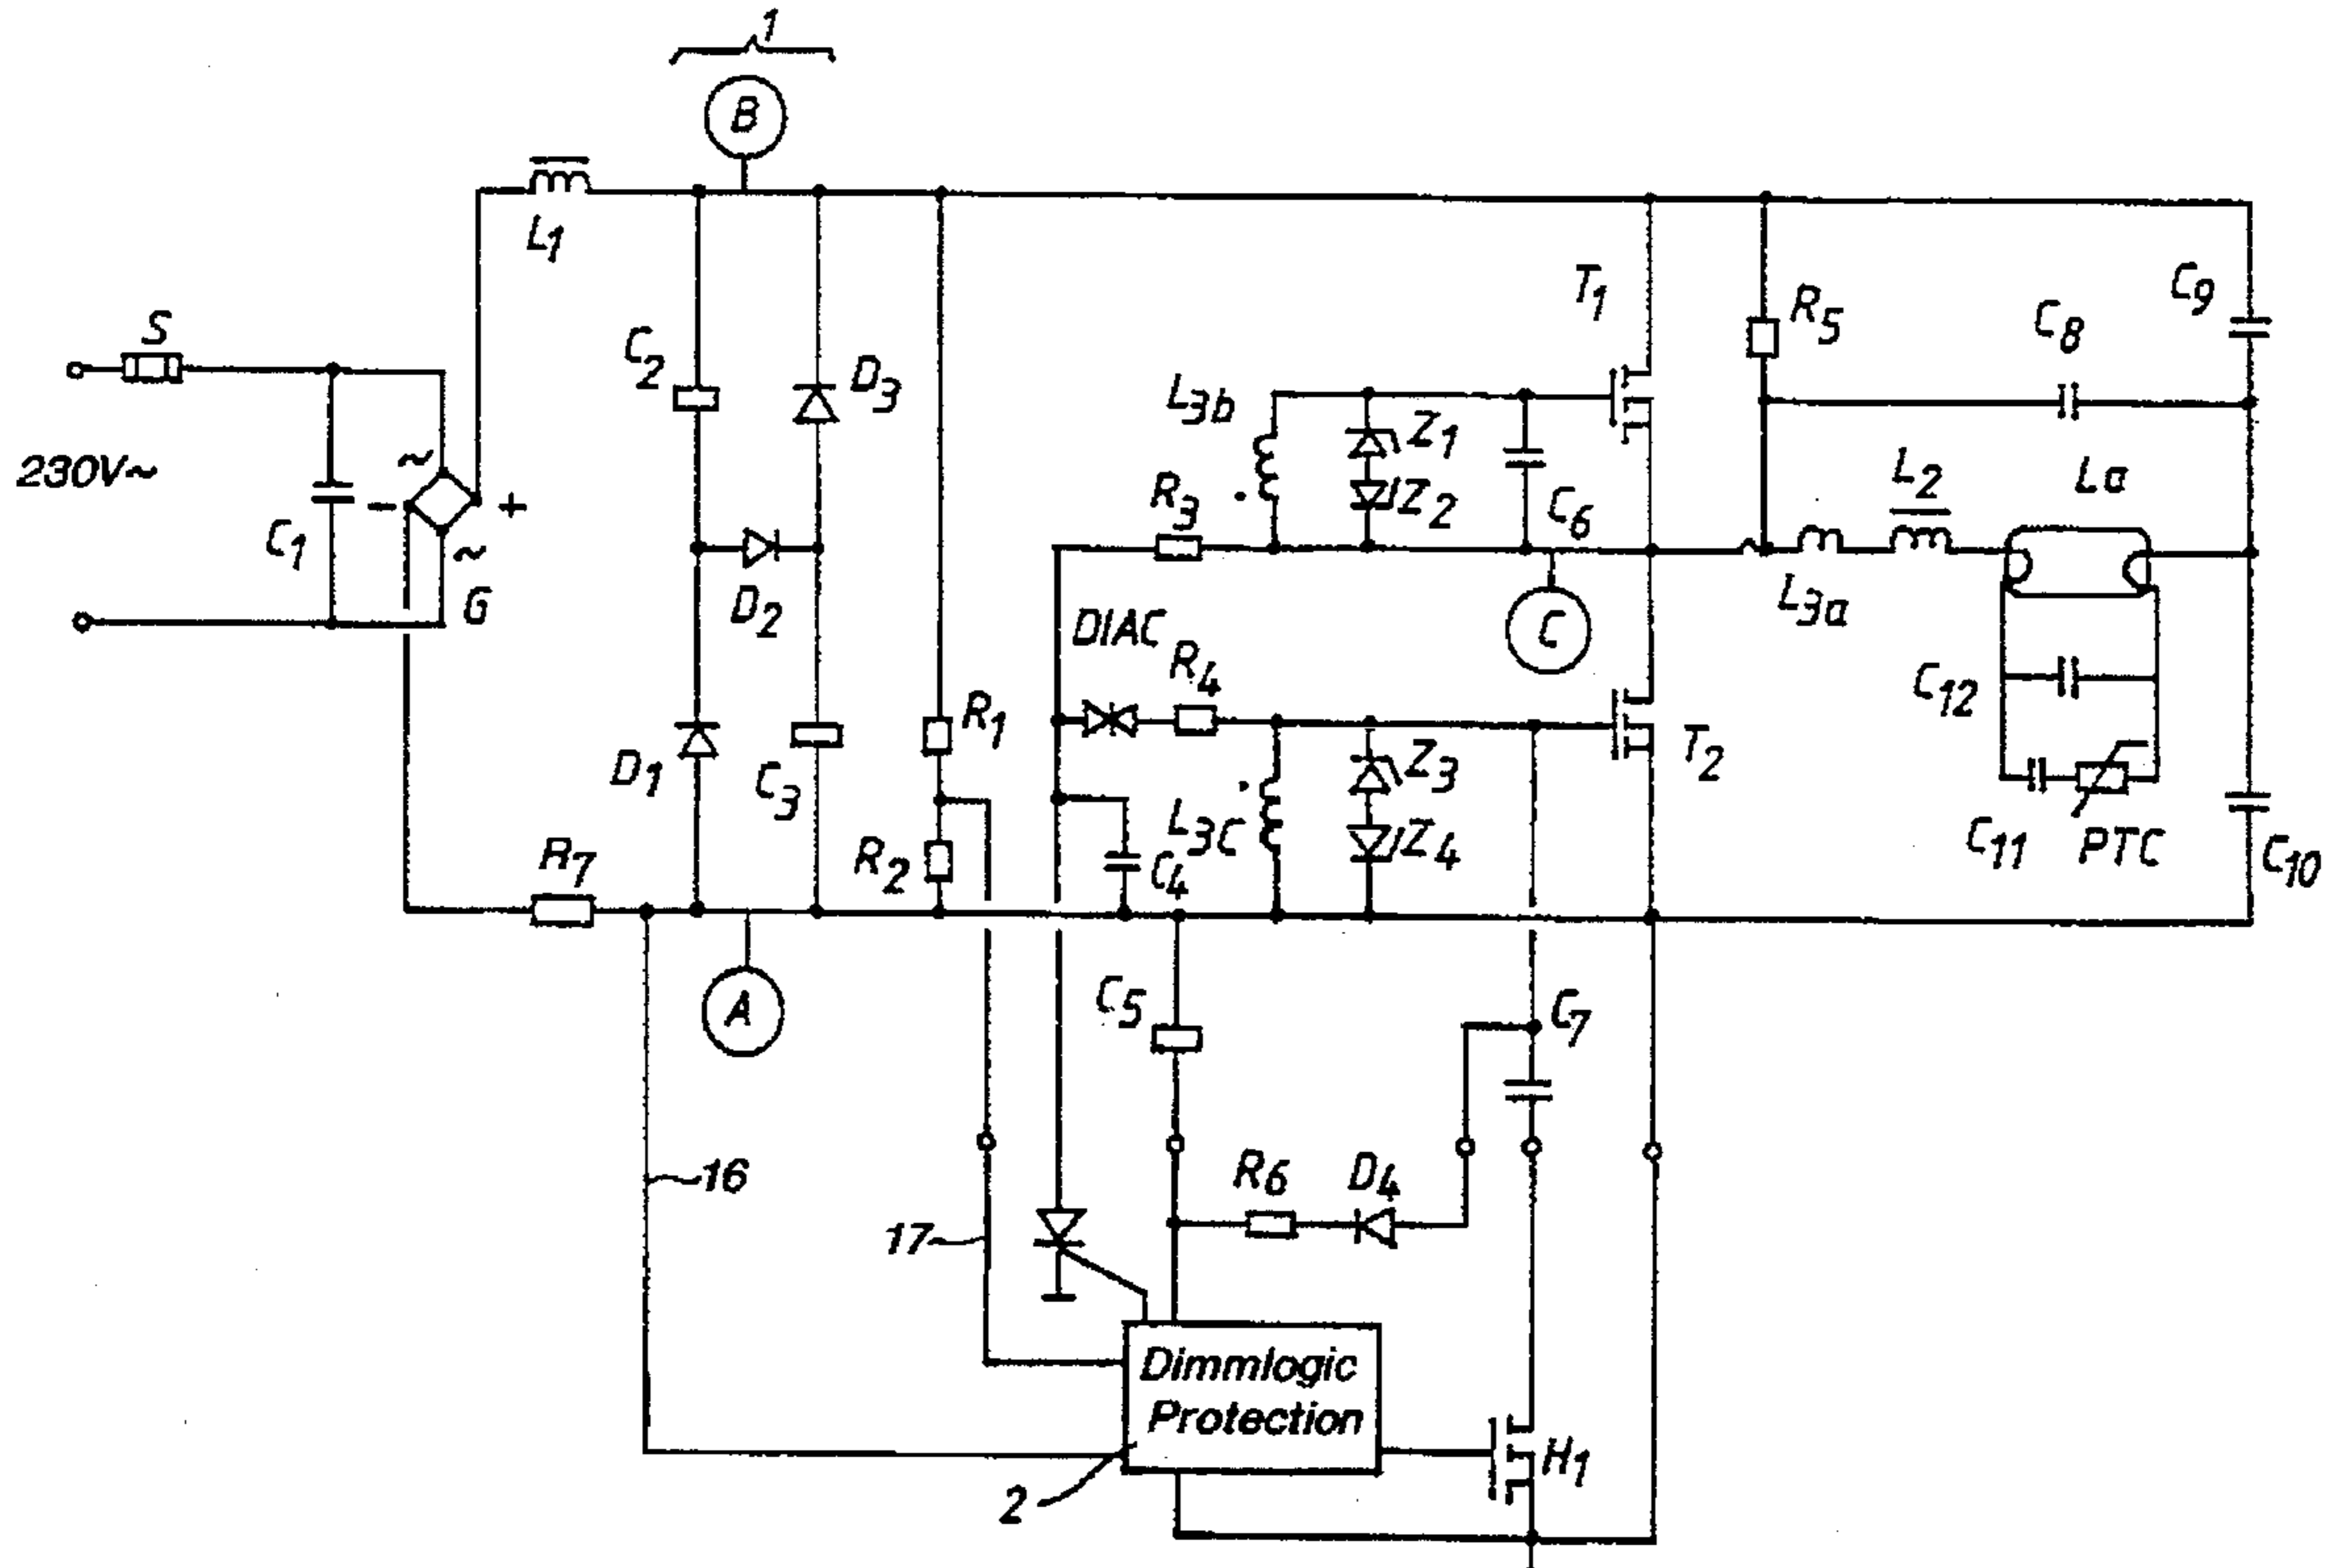 1
B
L1
S
C2
D3
T1
R5
C8
C9
L3b
Z1
230V~
~
C1
-
+
~
G
R3
Z2
C6
L2
La
D2
DIAC
R4
C
L3a
C12
D1
C3
R1
L3C
Z3
T2
R7
R2
C4
Z4
C11
PTC
C10
A
C5
C7
16
17
R6
D4
Dimmlogic
Protection
2
H1